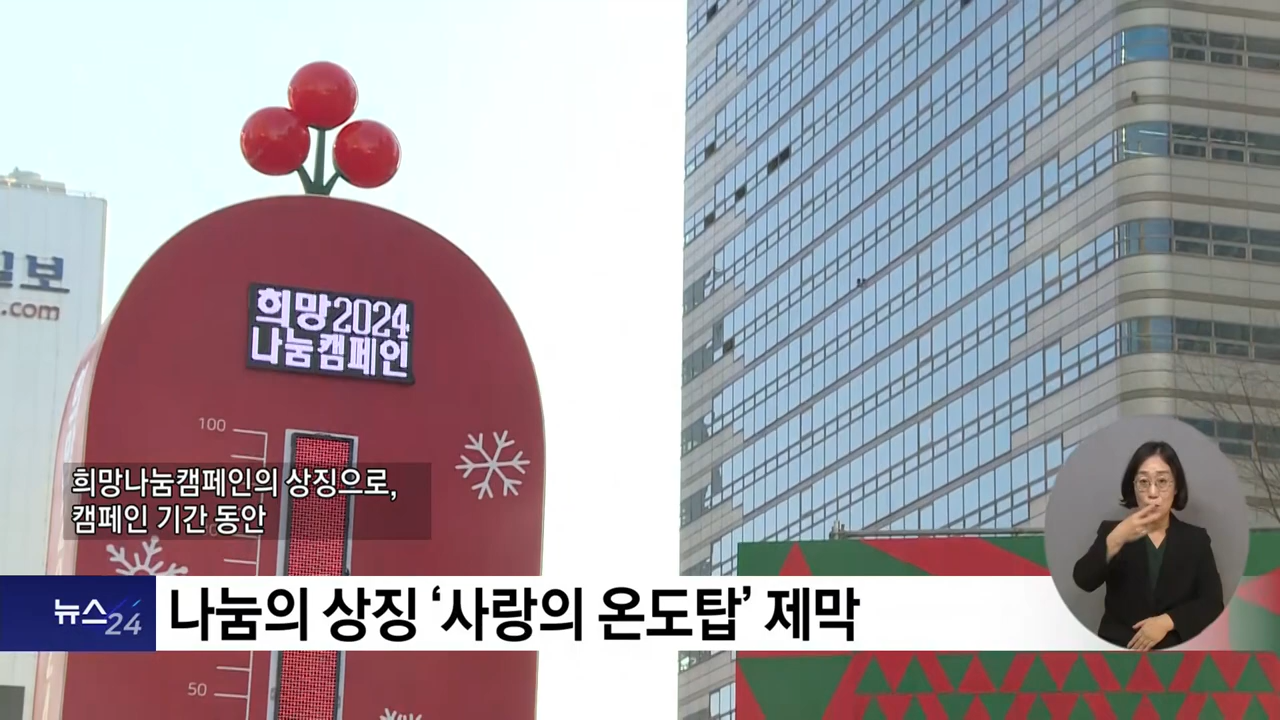 일보
.com
희망2024
나눔캠페인
100
희망나눔캠페인의 상징으로,
캠페인 기간 동안
뉴스24
나눔의 상징 ‘사랑의 온도탑’ 제막
50